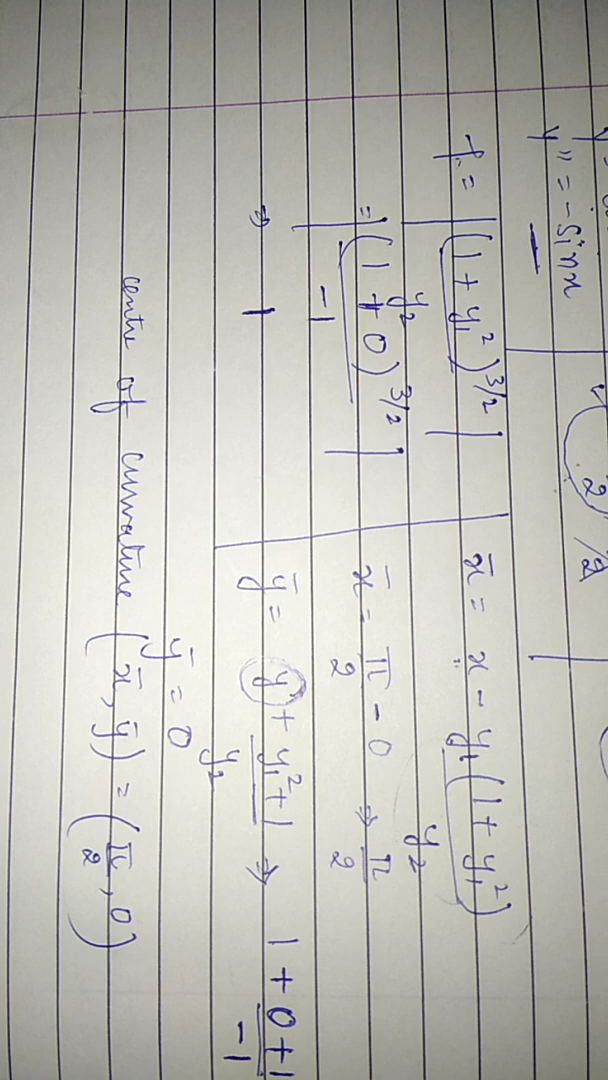 y'' = -Sinx
= |(1 + y₁²)^{3/2} / y₂|
= |(1 + 0)^{3/2} / -1|
⇒ 1
x̄ = x - y₁(1 + y₁²) / y₂
x̄ = π/2 - 0 ⇒ π/2
ȳ = y + (y₁² + 1) / y₂ ⇒ 1 + (0 + 1) / -1
ȳ = 0
centre of curvature (x̄, ȳ) = (π/2, 0)